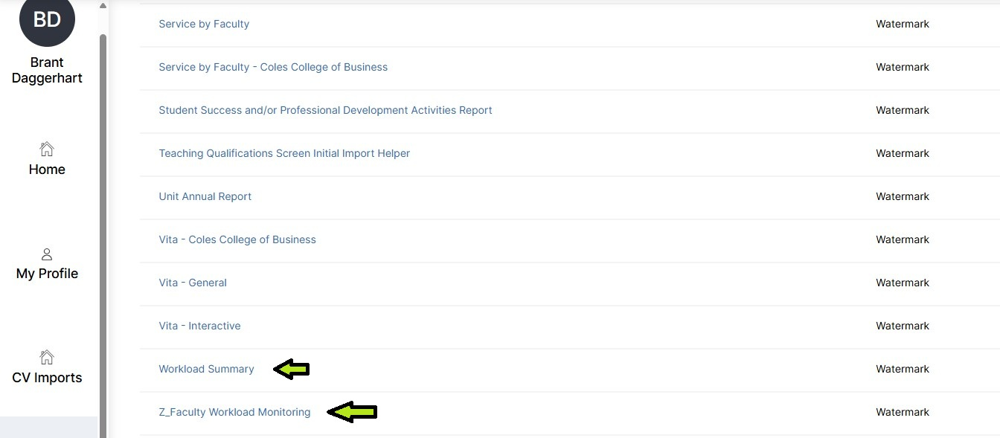 BD
Brant
Daggerhart
Home
My Profile
CV Imports
Service by Faculty Watermark
Service by Faculty - Coles College of Business Watermark
Student Success and/or Professional Development Activities Report Watermark
Teaching Qualifications Screen Initial Import Helper Watermark
Unit Annual Report Watermark
Vita - Coles College of Business Watermark
Vita - General Watermark
Vita - Interactive Watermark
Workload Summary Watermark
Z_Faculty Workload Monitoring Watermark